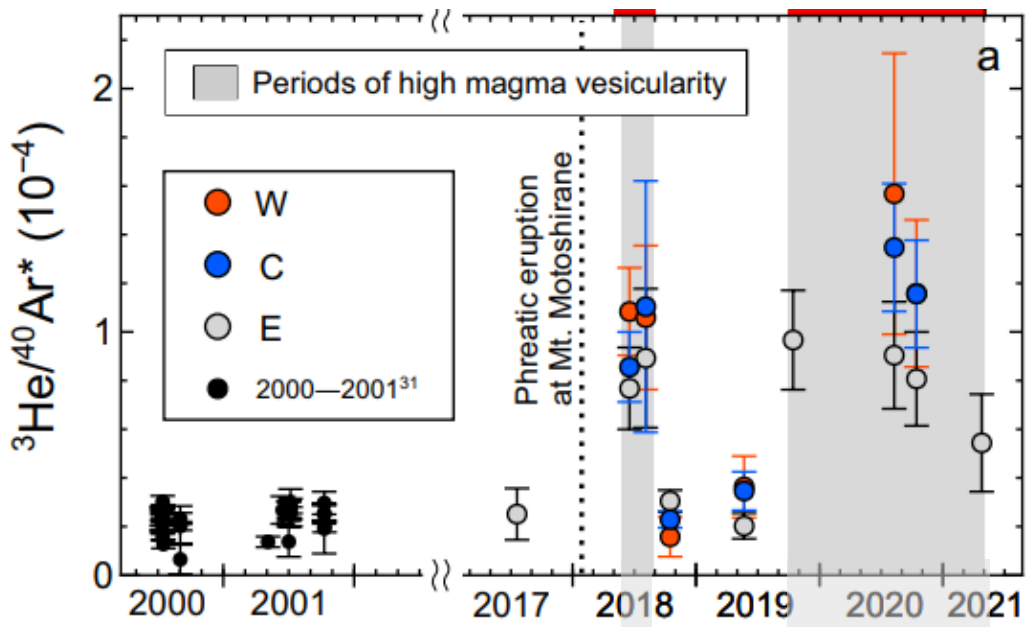 a
Periods of high magma vesicularity
2
W
C
E
2000—2001³¹
Phreatic eruption
at Mt. Motoshirane
³He/⁴⁰Ar* (10⁻⁴)
1
0
2000 2001 2017 2018 2019 2020 2021